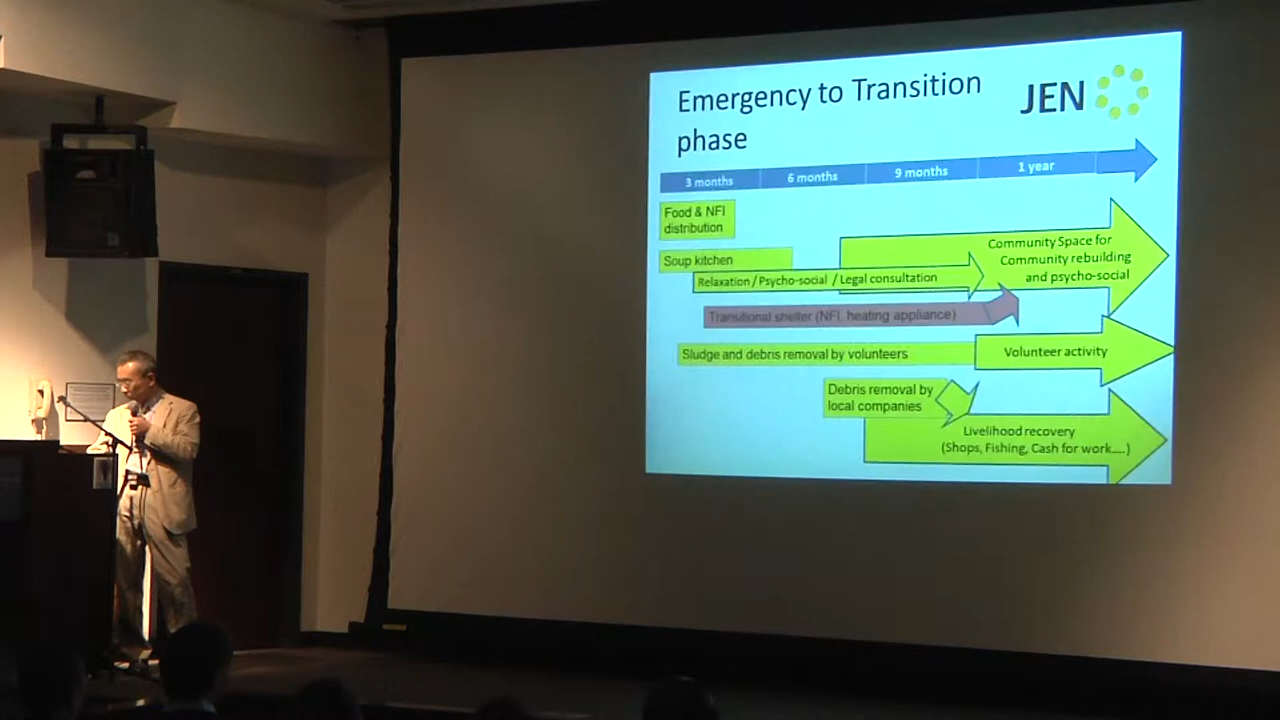 Emergency to Transition
phase
JEN
3 months
6 months
9 months
1 year
Food & NFI
distribution
Soup kitchen
Community Space for
Community rebuilding
and psycho-social
Relaxation / Psycho-social / Legal consultation
Transitional shelter (NFI, heating appliance)
Sludge and debris removal by volunteers
Volunteer activity
Debris removal by
local companies
Livelihood recovery
(Shops, Fishing, Cash for work.....)